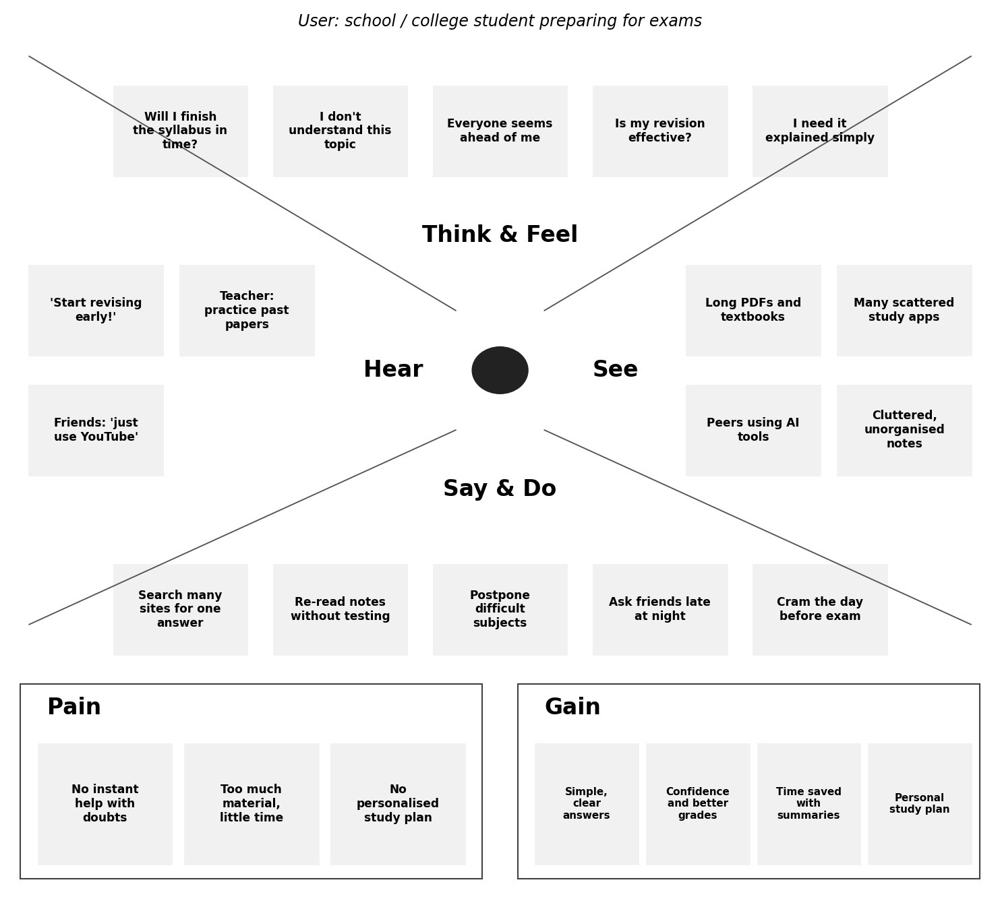 User: school / college student preparing for exams
Will I finish
the syllabus in
time?
I don't
understand this
topic
Everyone seems
ahead of me
Is my revision
effective?
I need it
explained simply
Think & Feel
'Start revising
early!'
Teacher:
practice past
papers
Friends: 'just
use YouTube'
Hear
See
Long PDFs and
textbooks
Many scattered
study apps
Peers using AI
tools
Cluttered,
unorganised
notes
Say & Do
Search many
sites for one
answer
Re-read notes
without testing
Postpone
difficult
subjects
Ask friends late
at night
Cram the day
before exam
Pain
No instant
help with
doubts
Too much
material,
little time
No
personalised
study plan
Gain
Simple,
clear
answers
Confidence
and better
grades
Time saved
with
summaries
Personal
study plan